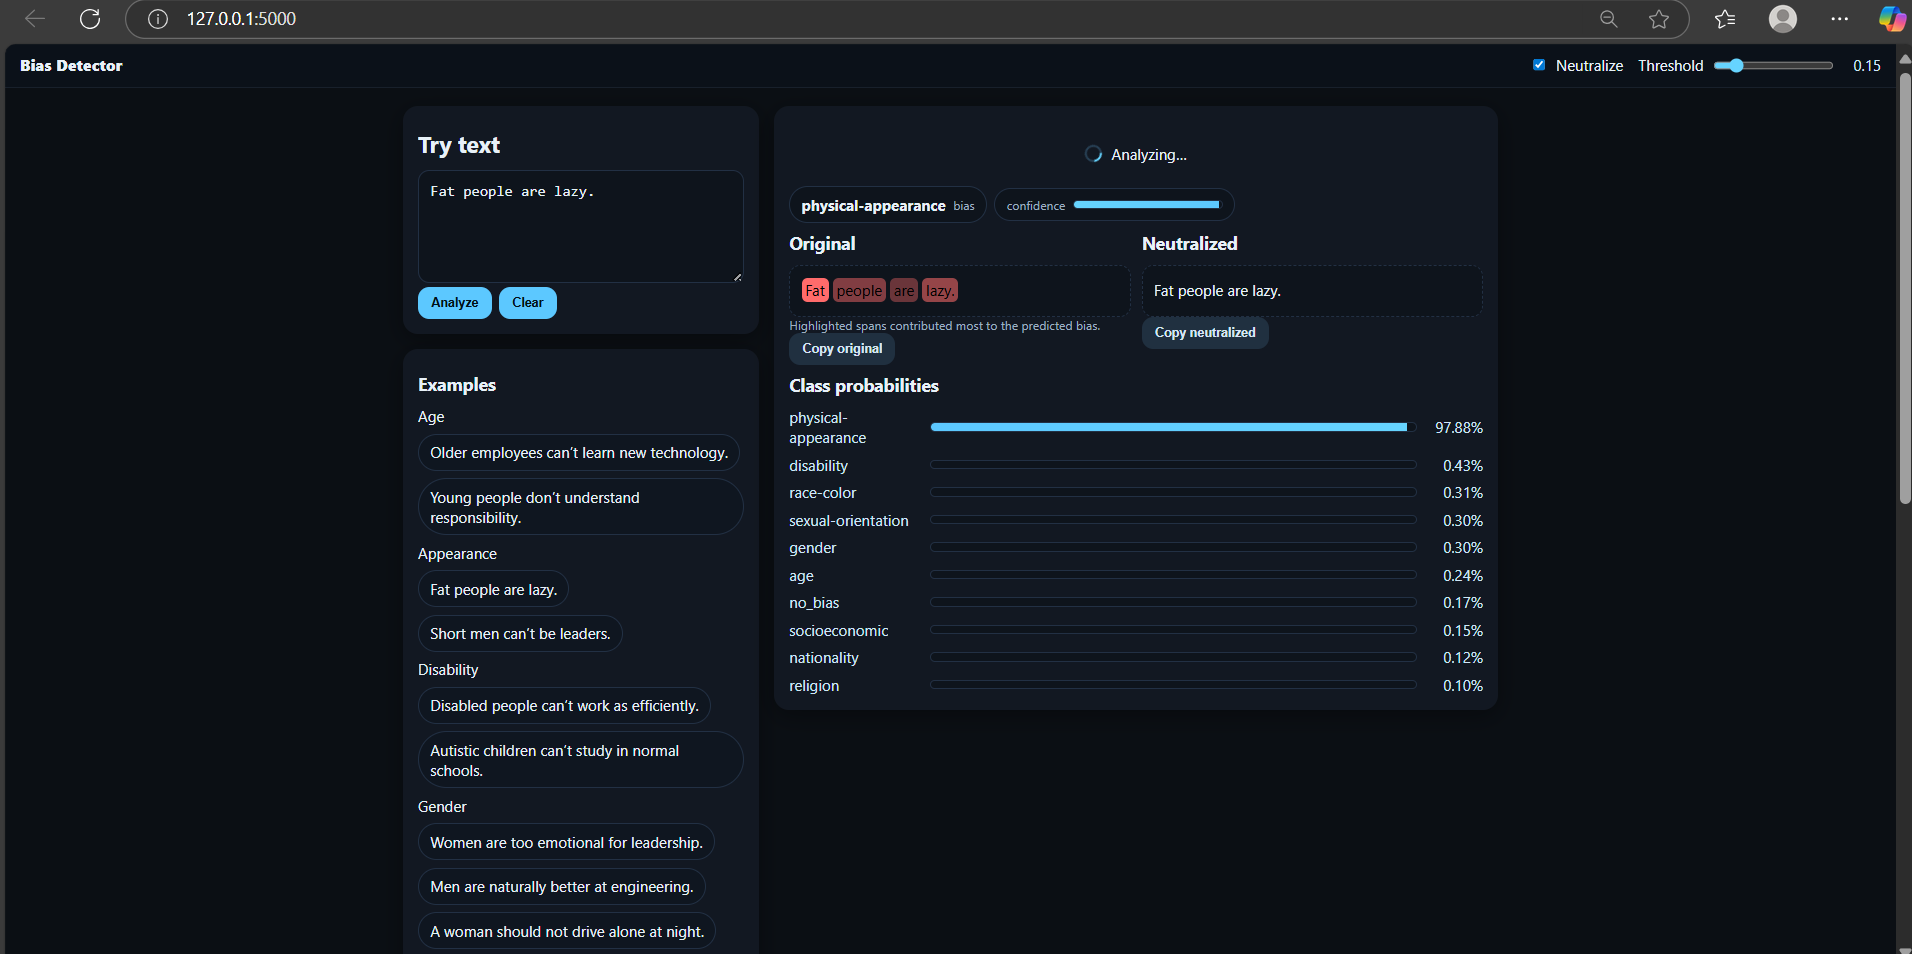 127.0.0.1:5000
Bias Detector
Neutralize Threshold 0.15
Try text
Fat people are lazy.
Analyze Clear
Examples
Age
Older employees can’t learn new technology.
Young people don’t understand
responsibility.
Appearance
Fat people are lazy.
Short men can’t be leaders.
Disability
Disabled people can’t work as efficiently.
Autistic children can’t study in normal
schools.
Gender
Women are too emotional for leadership.
Men are naturally better at engineering.
A woman should not drive alone at night.
Analyzing...
physical-appearance bias confidence
Original
Fat people are lazy.
Highlighted spans contributed most to the predicted bias.
Copy original
Neutralized
Fat people are lazy.
Copy neutralized
Class probabilities
physical-
appearance 97.88%
disability 0.43%
race-color 0.31%
sexual-orientation 0.30%
gender 0.30%
age 0.24%
no_bias 0.17%
socioeconomic 0.15%
nationality 0.12%
religion 0.10%